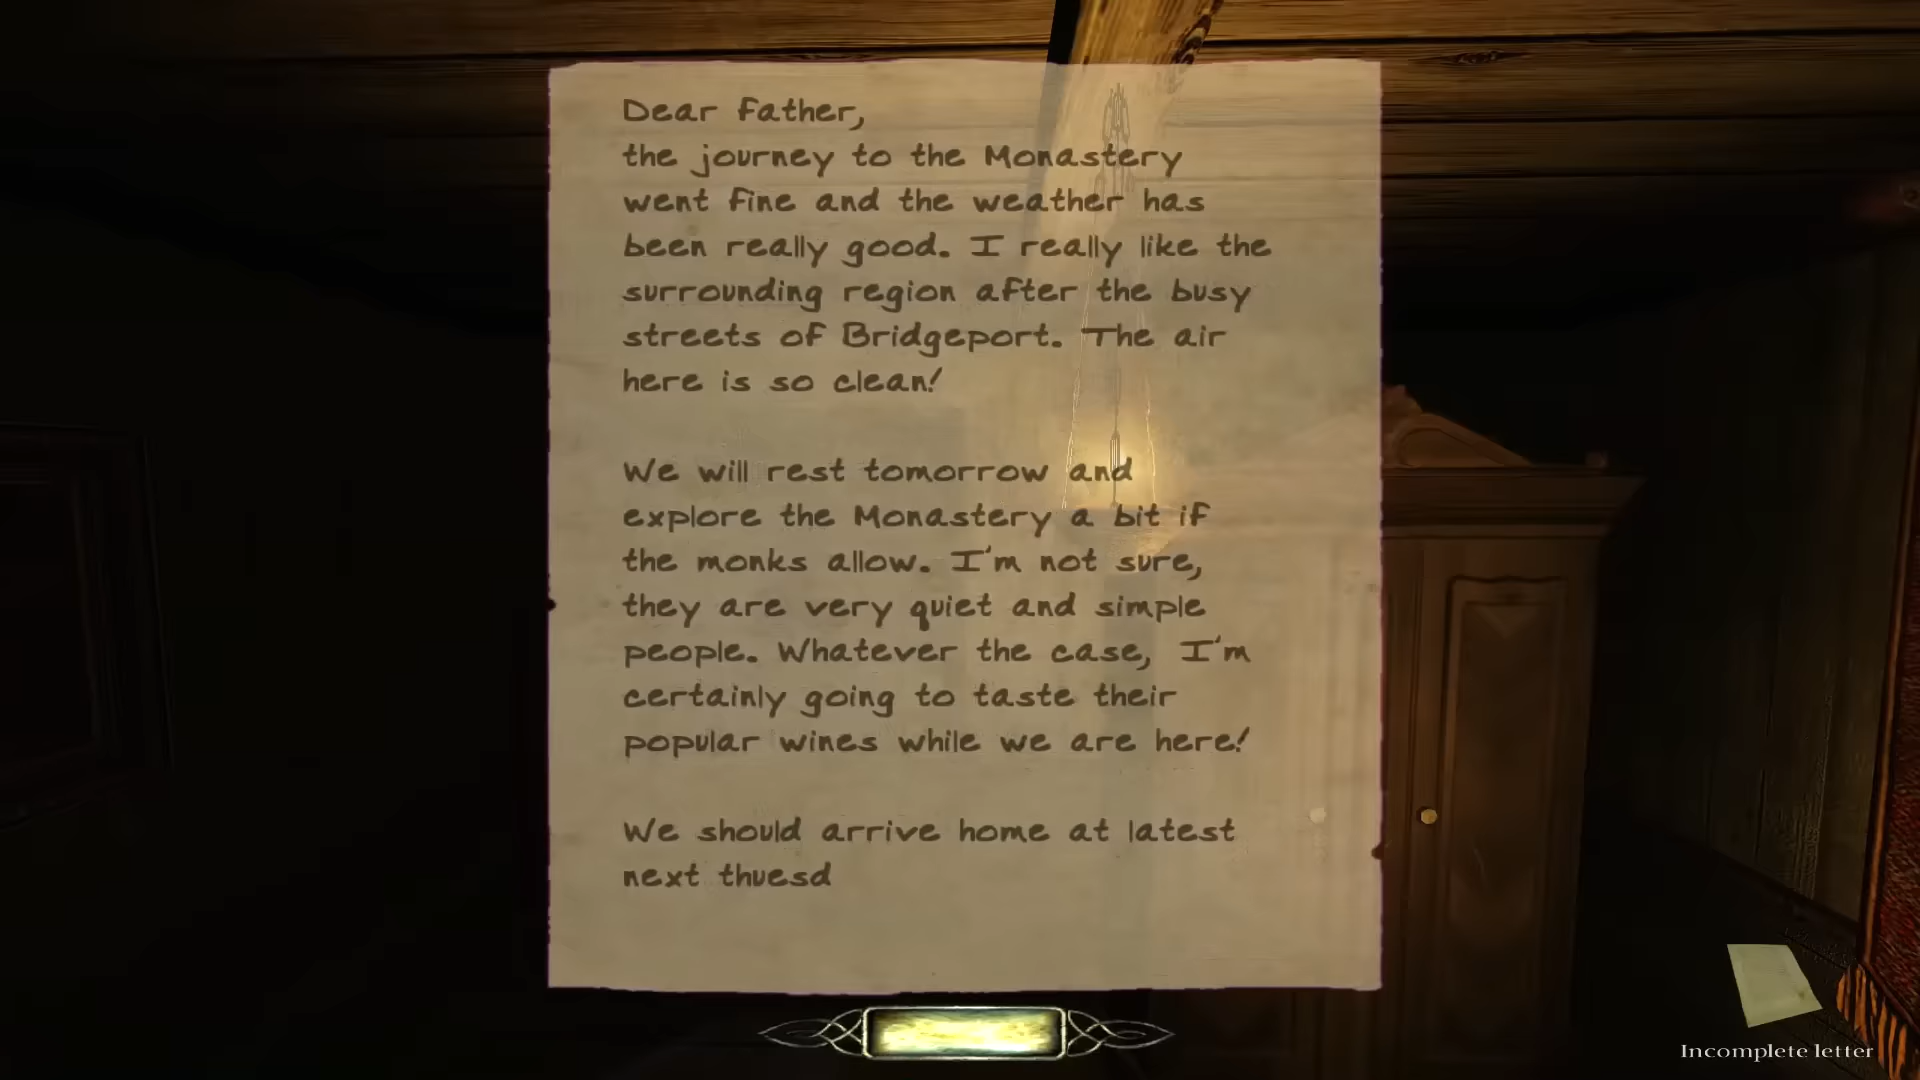 Dear father,
the journey to the Monastery
went fine and the weather has
been really good. I really like the
surrounding region after the busy
streets of Bridgeport. The air
here is so clean!
We will rest tomorrow and
explore the Monastery a bit if
the monks allow. I'm not sure,
they are very quiet and simple
people. Whatever the case, I'm
certainly going to taste their
popular wines while we are here!
We should arrive home at latest
next thuesd
Incomplete letter